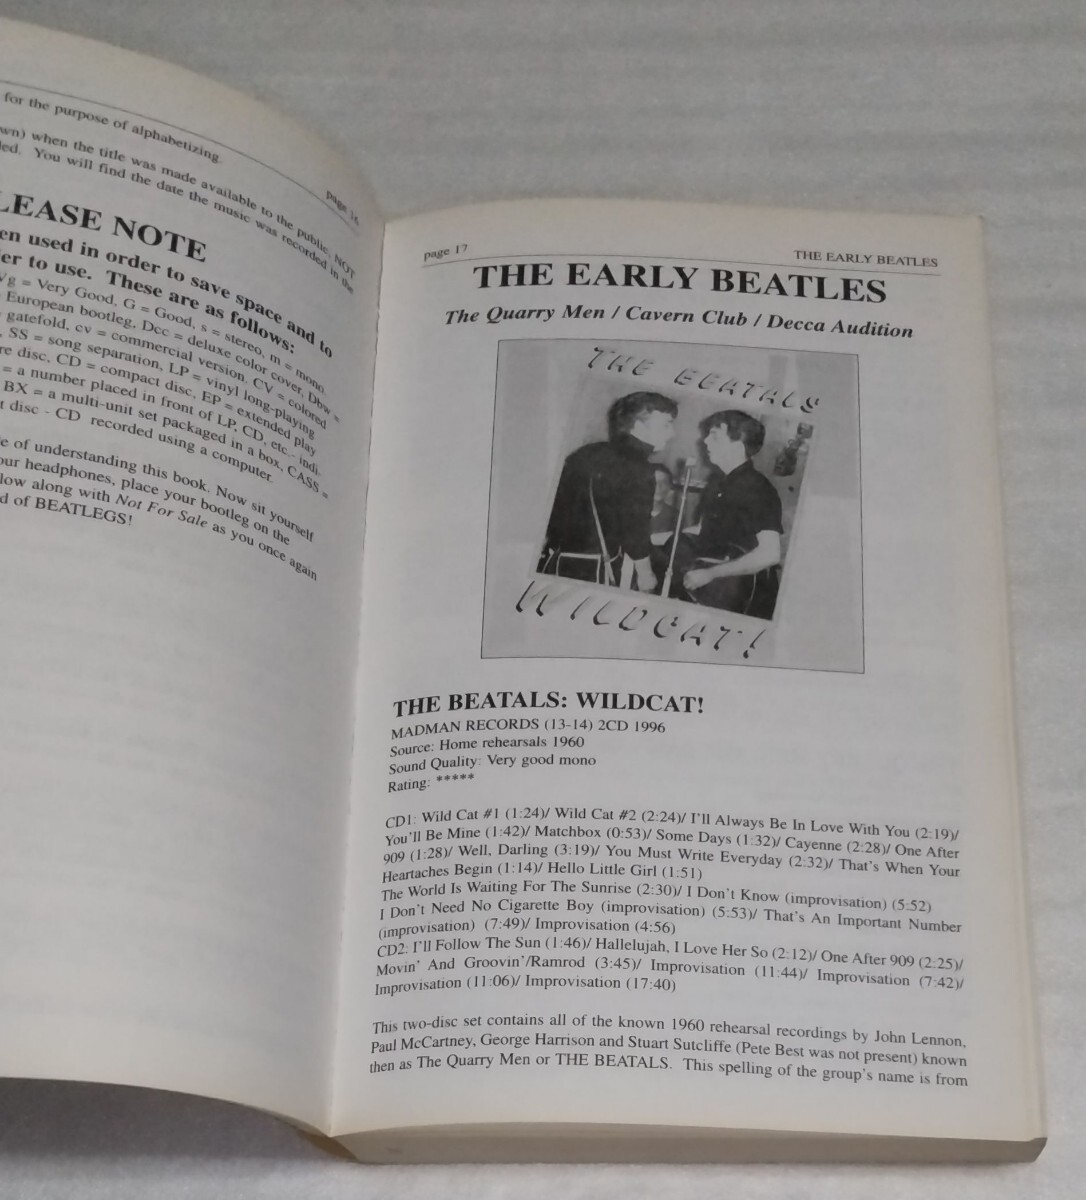 for the purpose of alphabetizing.
page 16
wn) when the title was made available to the public, NOT
led. You will find the date the music was recorded in the
LEASE NOTE
en used in order to save space and to
er to use. These are as follows:
Vg = Very Good, G = Good, s = stereo, m = mono,
European bootleg, Dcc = deluxe color cover, Dbw =
gatefold, cv = commercial version, CV = colored
, SS = song separation, LP = vinyl long-playing
re disc, CD = compact disc, EP = extended play
= a number placed in front of LP, CD, etc., - indi-
BX = a multi-unit set packaged in a box, CASS =
t disc - CD recorded using a computer.
e of understanding this book. Now sit yourself
our headphones, place your bootleg on the
low along with Not For Sale as you once again
d of BEATLEGS!
page 17
THE EARLY BEATLES
THE EARLY BEATLES
The Quarry Men / Cavern Club / Decca Audition
THE BEATALS
WILDCAT!
THE BEATALS: WILDCAT!
MADMAN RECORDS (13-14) 2CD 1996
Source: Home rehearsals 1960
Sound Quality: Very good mono
Rating: *****
CD1: Wild Cat #1 (1:24)/ Wild Cat #2 (2:24)/ I'll Always Be In Love With You (2:19)/
You'll Be Mine (1:42)/ Matchbox (0:53)/ Some Days (1:32)/ Cayenne (2:28)/ One After
909 (1:28)/ Well, Darling (3:19)/ You Must Write Everyday (2:32)/ That's When Your
Heartaches Begin (1:14)/ Hello Little Girl (1:51)
The World Is Waiting For The Sunrise (2:30)/ I Don't Know (improvisation) (5:52)
I Don't Need No Cigarette Boy (improvisation) (5:53)/ That's An Important Number
(improvisation) (7:49)/ Improvisation (4:56)
CD2: I'll Follow The Sun (1:46)/ Hallelujah, I Love Her So (2:12)/ One After 909 (2:25)/
Movin' And Groovin'/Ramrod (3:45)/ Improvisation (11:44)/ Improvisation (7:42)/
Improvisation (11:06)/ Improvisation (17:40)
This two-disc set contains all of the known 1960 rehearsal recordings by John Lennon,
Paul McCartney, George Harrison and Stuart Sutcliffe (Pete Best was not present) known
then as The Quarry Men or THE BEATALS. This spelling of the group's name is from